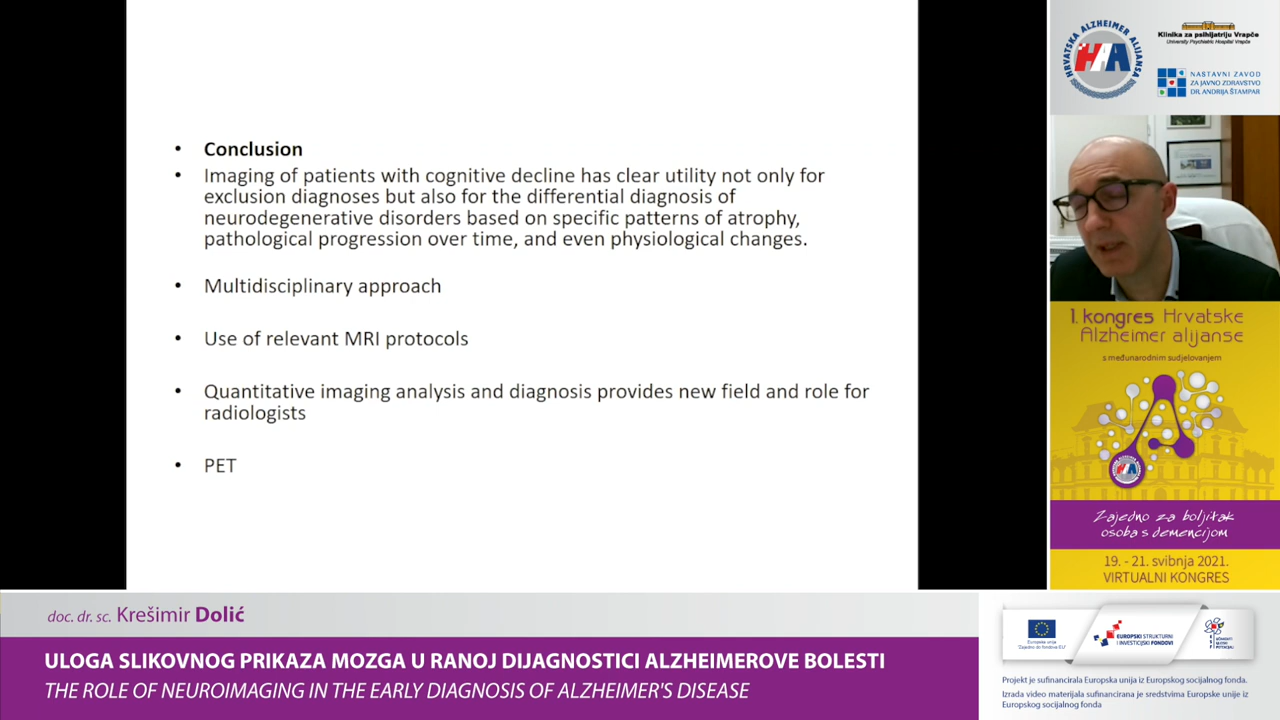 Conclusion
Imaging of patients with cognitive decline has clear utility not only for
exclusion diagnoses but also for the differential diagnosis of
neurodegenerative disorders based on specific patterns of atrophy,
pathological progression over time, and even physiological changes.
Multidisciplinary approach
Use of relevant MRI protocols
Quantitative imaging analysis and diagnosis provides new field and role for
radiologists
PET
HRVATSKA ALZHEIMER ALIJANSA
HAA
Klinika za psihijatriju Vrapče
University Psychiatric Hospital Vrapče
NASTAVNI ZAVOD
ZA JAVNO ZDRAVSTVO
DR. ANDRIJA ŠTAMPAR
1. kongres Hrvatske
Alzheimer alijanse
s međunarodnim sudjelovanjem
Zajedno za boljitak
osoba s demencijom
19. - 21. svibnja 2021.
VIRTUALNI KONGRES
doc. dr. sc. Krešimir Dolić
ULOGA SLIKOVNOG PRIKAZA MOZGA U RANOJ DIJAGNOSTICI ALZHEIMEROVE BOLESTI
THE ROLE OF NEUROIMAGING IN THE EARLY DIAGNOSIS OF ALZHEIMER'S DISEASE
Europska unija
"Zajedno do fondova EU"
EUROPSKI STRUKTURNI
I INVESTICIJSKI FONDOVI
Projekt je sufinancirala Europska unija iz Europskog socijalnog fonda.
Izrada video materijala sufinancirana je sredstvima Europske unije iz
Europskog socijalnog fonda